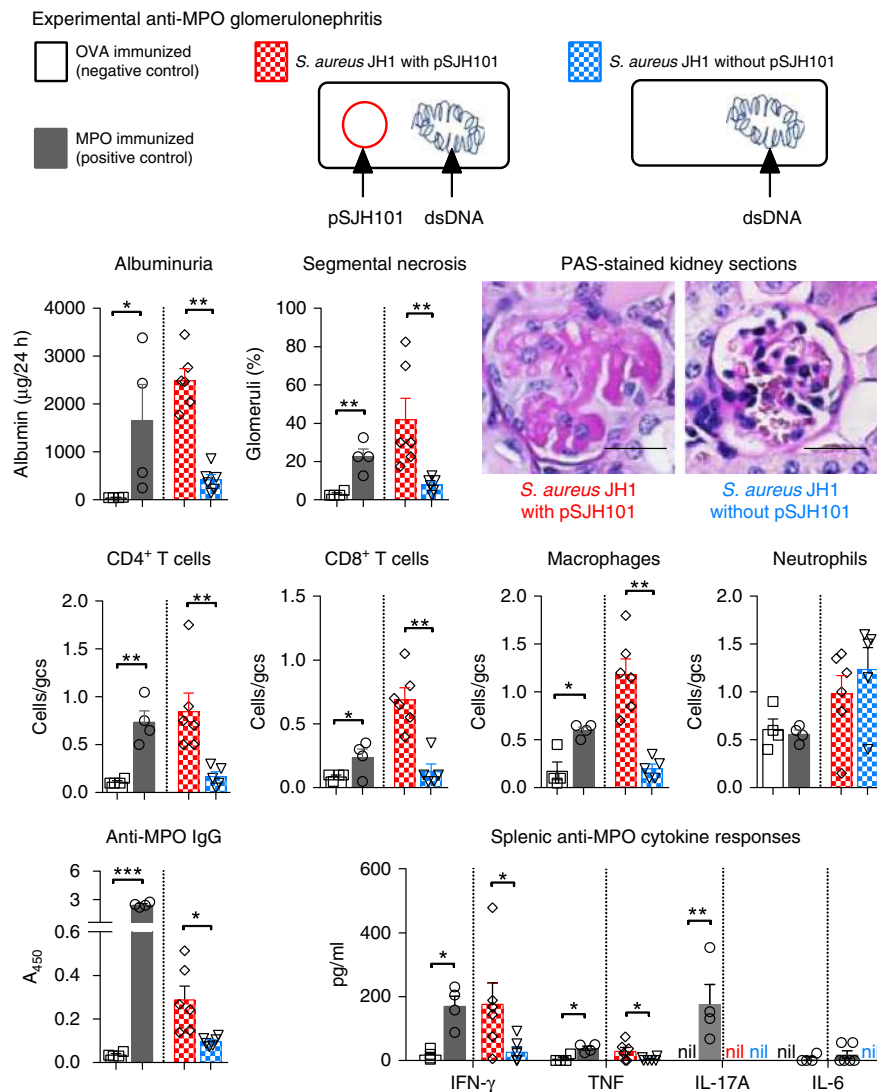 Experimental anti-MPO glomerulonephritis
OVA immunized
(negative control)
S. aureus JH1 with pSJH101
S. aureus JH1 without pSJH101
MPO immunized
(positive control)
pSJH101
dsDNA
dsDNA
Albuminuria
Segmental necrosis
PAS-stained kidney sections
Albumin (µg/24 h)
4000
3000
2000
1000
0
*
**
Glomeruli (%)
100
80
60
40
20
0
**
**
S. aureus JH1
with pSJH101
S. aureus JH1
without pSJH101
CD4+ T cells
CD8+ T cells
Macrophages
Neutrophils
Cells/gcs
2.0
1.5
1.0
0.5
0.0
**
**
Cells/gcs
1.5
1.0
0.5
0.0
*
**
Cells/gcs
2.0
1.5
1.0
0.5
0.0
*
**
Cells/gcs
2.0
1.5
1.0
0.5
0.0
Anti-MPO IgG
Splenic anti-MPO cytokine responses
A450
3
1
0.6
0.4
0.2
0.0
***
*
pg/ml
600
400
200
0
*
*
*
*
**
nil
nil
nil
nil
nil
IFN-γ
TNF
IL-17A
IL-6